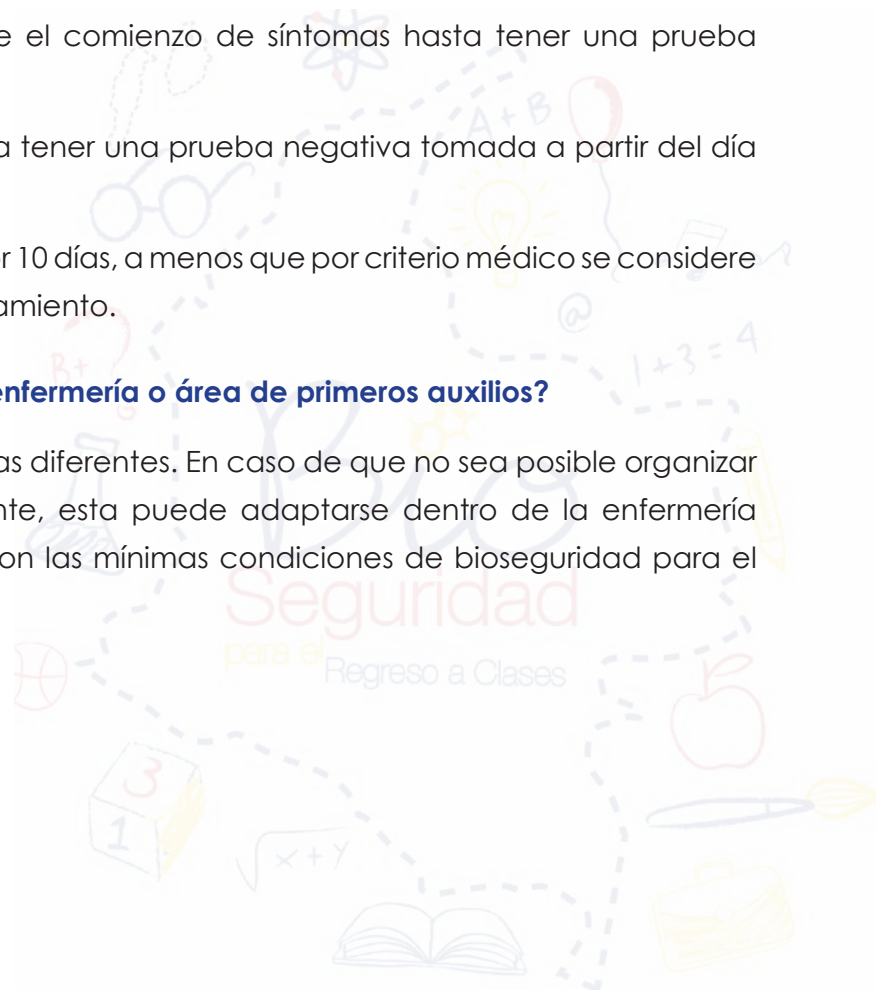 e el comienzo de síntomas hasta tener una prueba
a tener una prueba negativa tomada a partir del día
r 10 días, a menos que por criterio médico se considere
amiento.
enfermería o área de primeros auxilios?
as diferentes. En caso de que no sea posible organizar
nte, esta puede adaptarse dentro de la enfermería
on las mínimas condiciones de bioseguridad para el
A + B
@
B+
1 + 3 = 4
Bio
Seguridad
para el
Regreso a Clases
3
1
√x + y